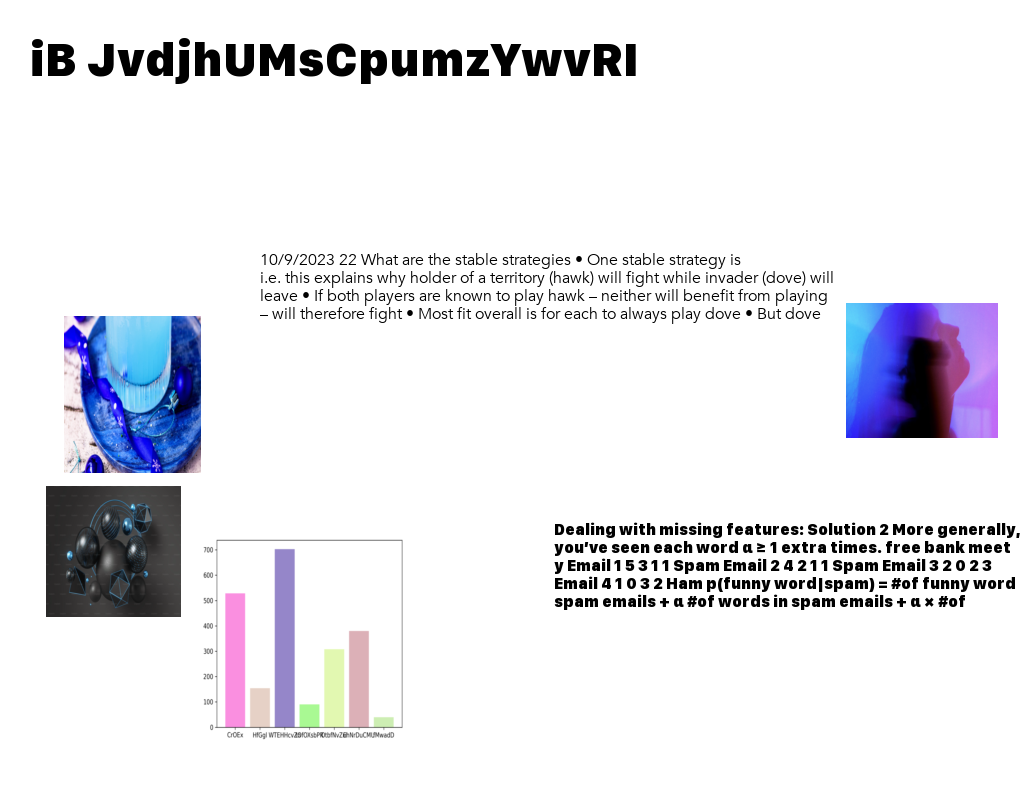 iB JvdjhUMsCpumzYwvRI
10/9/2023 22 What are the stable strategies • One stable strategy is
i.e. this explains why holder of a territory (hawk) will fight while invader (dove) will
leave • If both players are known to play hawk – neither will benefit from playing
– will therefore fight • Most fit overall is for each to always play dove • But dove
Dealing with missing features: Solution 2 More generally,
you've seen each word α ≥ 1 extra times. free bank meet
y Email 1 5 3 1 1 Spam Email 2 4 2 1 1 Spam Email 3 2 0 2 3
Email 4 1 0 3 2 Ham p(funny word|spam) = #of funny word
spam emails + α #of words in spam emails + α × #of
700
600
500
400
300
200
100
0
CrOEx HfGgI